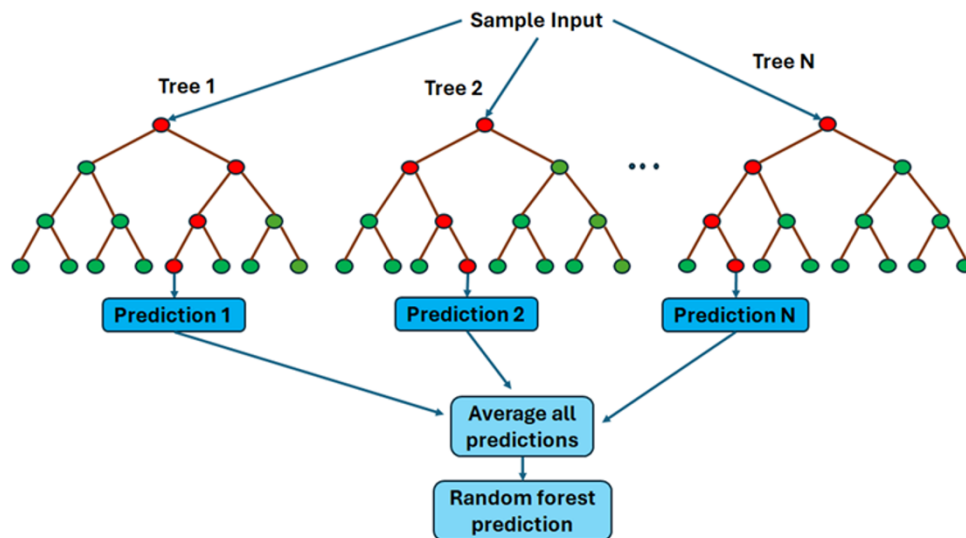 Sample Input
Tree 1
Tree 2
Tree N
...
Prediction 1
Prediction 2
Prediction N
Average all
predictions
Random forest
prediction